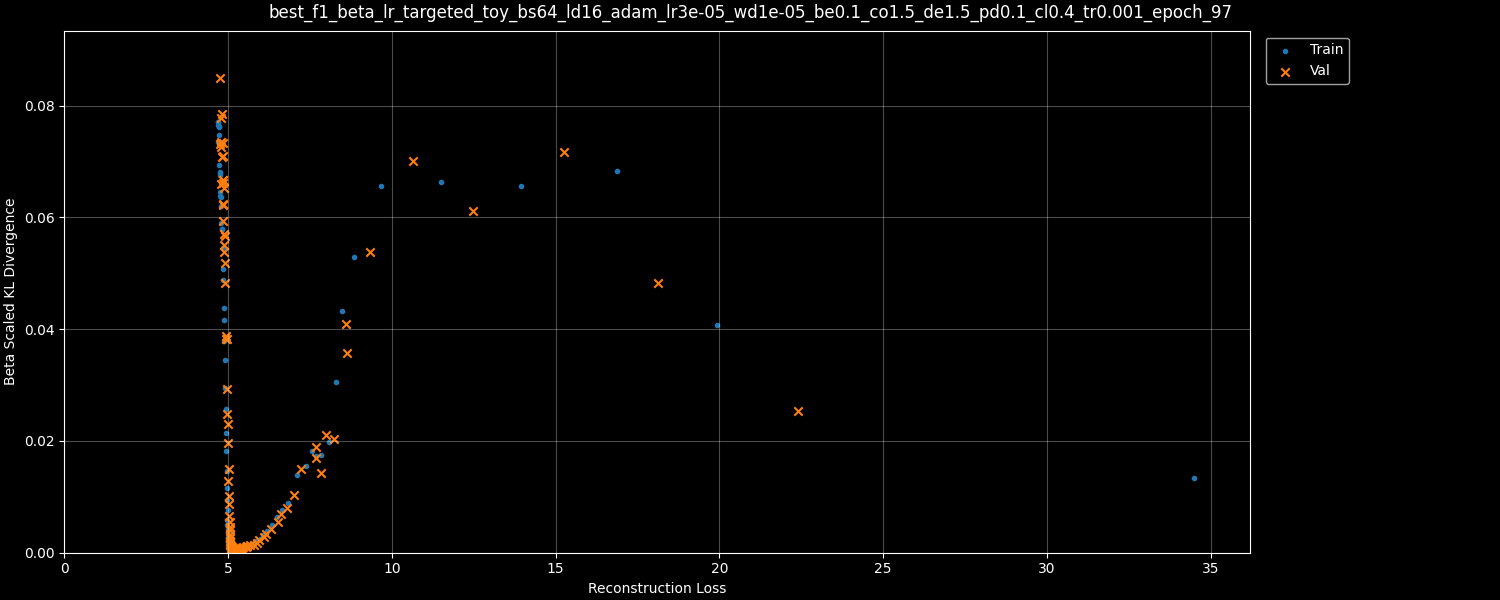 best_f1_beta_lr_targeted_toy_bs64_ld16_adam_lr3e-05_wd1e-05_be0.1_co1.5_de1.5_pd0.1_cl0.4_tr0.001_epoch_97
Train
Val
Beta Scaled KL Divergence
0.08
0.06
0.04
0.02
0.00
0 5 10 15 20 25 30 35
Reconstruction Loss